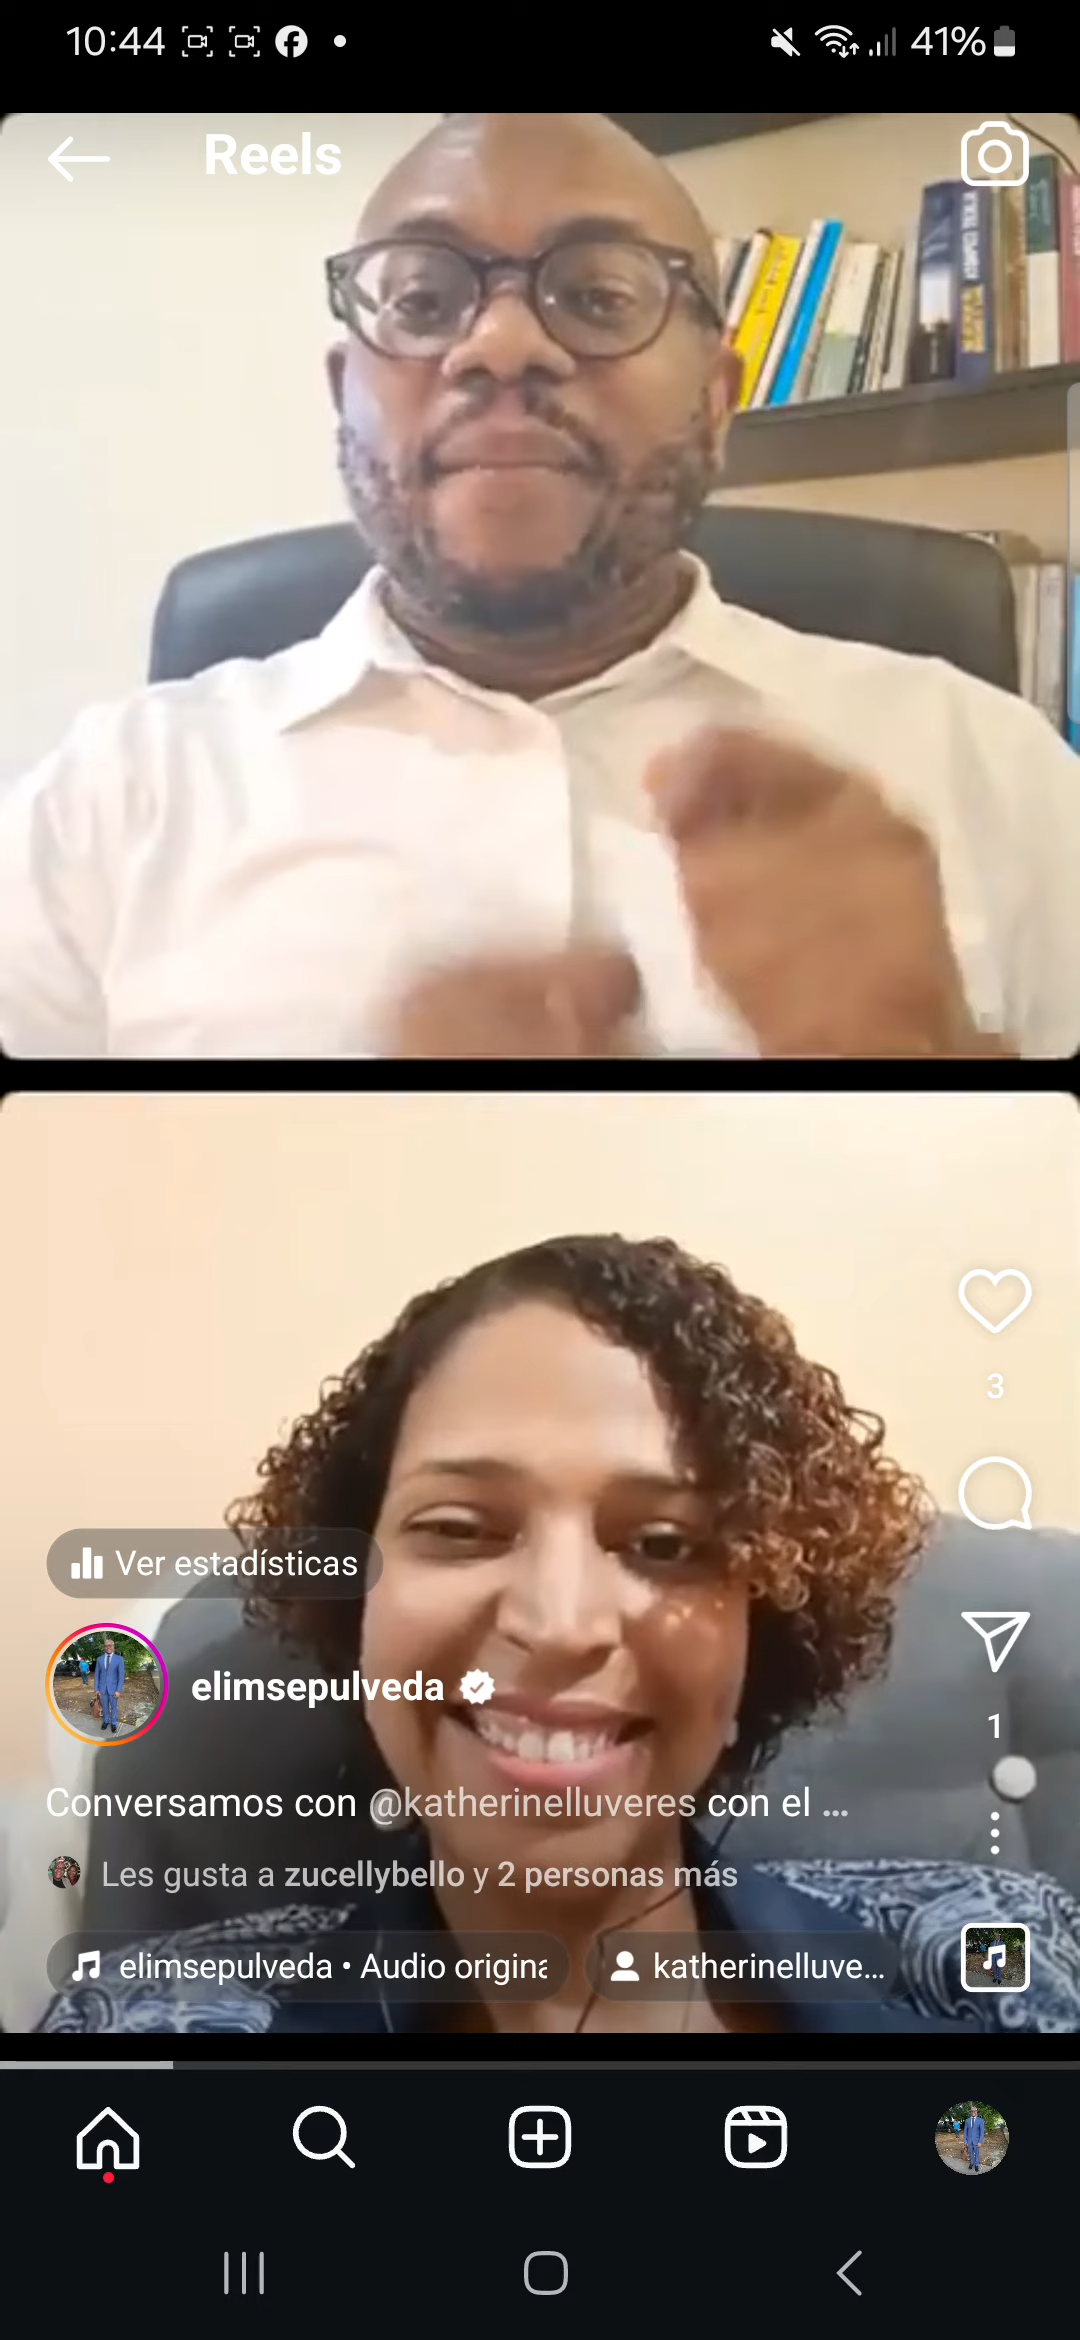 10:44
41%
Reels
3
Ver estadísticas
elimsepulveda
1
Conversamos con @katherinelluveres con el ...
Les gusta a zucellybello y 2 personas más
elimsepulveda • Audio origina
katherinelluve...